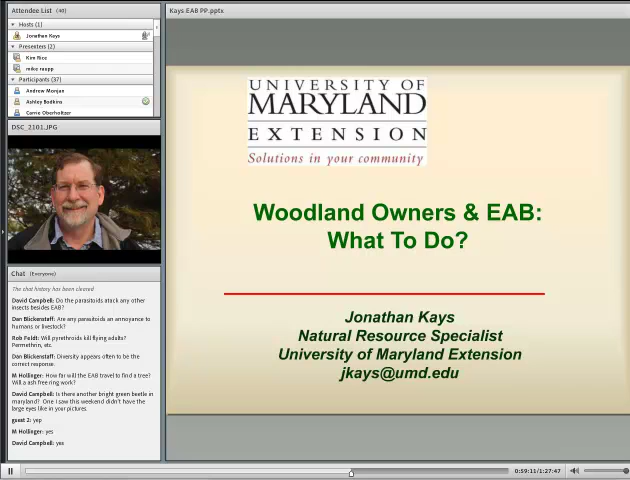 Attendee List (40)
Hosts (1)
Jonathan Kays
Presenters (2)
Kim Rice
mike raupp
Participants (37)
Andrew Monjan
Ashley Bodkins
Carrie Oberholtzer
DSC_2101.JPG
Chat (Everyone)
The chat history has been cleared
David Campbell: Do the parasitoids attack any other
insects besides EAB?
Dan Blickenstaff: Are any parasitoids an annoyance to
humans or livestock?
Rob Feldt: Will pyrethroids kill flying adults?
Permethrin, etc.
Dan Blickenstaff: Diversity appears often to be the
correct response.
M Hollinger: How far will the EAB travel to find a tree?
Will a ash free ring work?
David Campbell: Is there another bright green beetle in
maryland? One I saw this weekend didn't have the
large eyes like in your pictures.
guest 2: yep
M Hollinger: yes
David Campbell: yes
Kays EAB PP.pptx
UNIVERSITY OF
MARYLAND
EXTENSION
Solutions in your community
Woodland Owners & EAB:
What To Do?
Jonathan Kays
Natural Resource Specialist
University of Maryland Extension
jkays@umd.edu
0:59:11/1:27:47